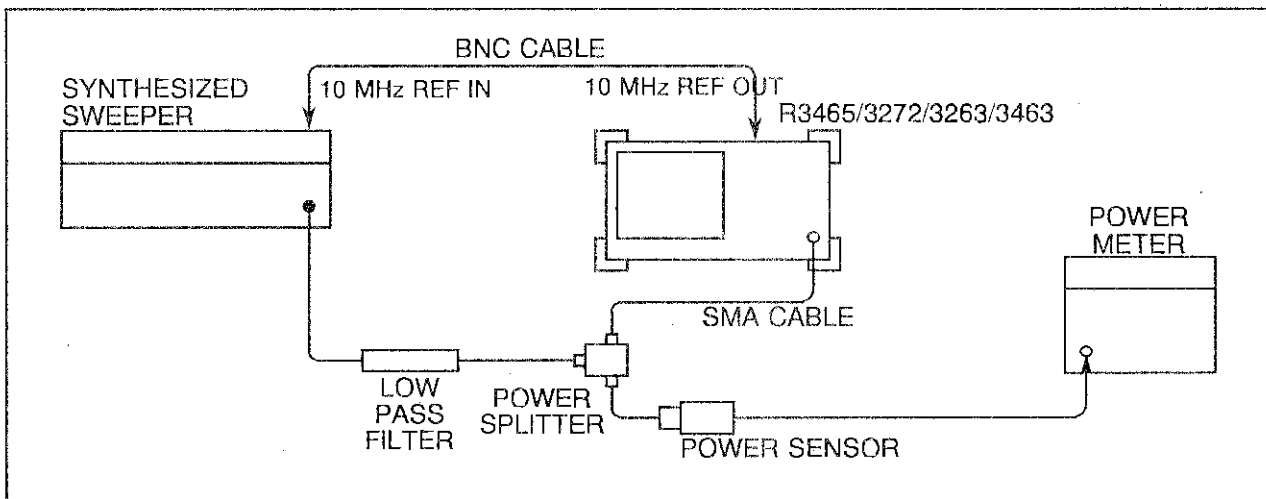 BNC CABLE
SYNTHESIZED
SWEEPER
10 MHz REF IN
10 MHz REF OUT
R3465/3272/3263/3463
POWER
METER
SMA CABLE
LOW
PASS
FILTER
POWER
SPLITTER
POWER SENSOR